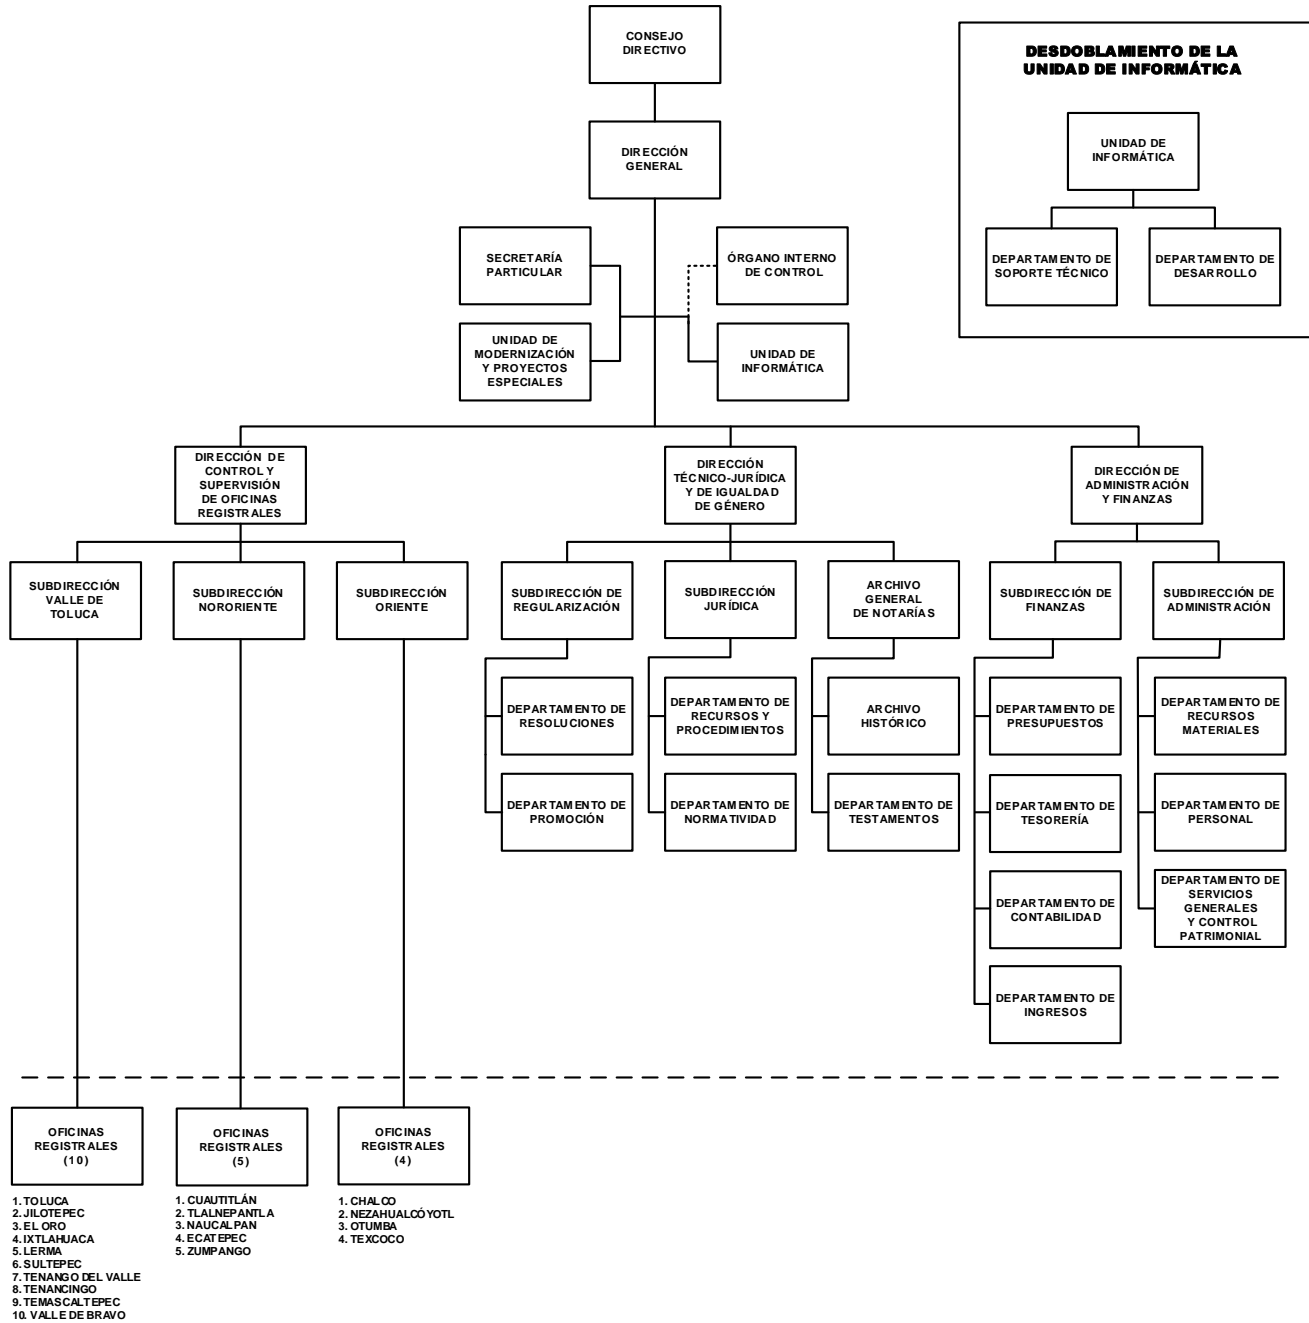 CONSEJO
DIRECTIVO
DIRECCIÓN
GENERAL
DESDOBLAMIENTO DE LA
UNIDAD DE INFORMÁTICA
UNIDAD DE
INFORMÁTICA
DEPARTAMENTO DE
SOPORTE TÉCNICO
DEPARTAMENTO DE
DESARROLLO
SECRETARÍA
PARTICULAR
ÓRGANO INTERNO
DE CONTROL
UNIDAD DE
MODERNIZACIÓN
Y PROYECTOS
ESPECIALES
UNIDAD DE
INFORMÁTICA
DIRECCIÓN DE
CONTROL Y
SUPERVISIÓN
DE OFICINAS
REGISTRALES
DIRECCIÓN
TÉCNICO-JURÍDICA
Y DE IGUALDAD
DE GÉNERO
DIRECCIÓN DE
ADMINISTRACIÓN
Y FINANZAS
SUBDIRECCIÓN
VALLE DE
TOLUCA
SUBDIRECCIÓN
NORORIENTE
SUBDIRECCIÓN
ORIENTE
SUBDIRECCIÓN DE
REGULARIZACIÓN
SUBDIRECCIÓN
JURÍDICA
ARCHIVO
GENERAL
DE NOTARÍAS
SUBDIRECCIÓN DE
FINANZAS
SUBDIRECCIÓN DE
ADMINISTRACIÓN
DEPARTAMENTO DE
RESOLUCIONES
DEPARTAMENTO DE
RECURSOS Y
PROCEDIMIENTOS
ARCHIVO
HISTÓRICO
DEPARTAMENTO DE
PRESUPUESTOS
DEPARTAMENTO DE
RECURSOS
MATERIALES
DEPARTAMENTO DE
PROMOCIÓN
DEPARTAMENTO DE
NORMATIVIDAD
DEPARTAMENTO DE
TESTAMENTOS
DEPARTAMENTO DE
TESORERÍA
DEPARTAMENTO DE
PERSONAL
DEPARTAMENTO DE
CONTABILIDAD
DEPARTAMENTO DE
SERVICIOS
GENERALES
Y CONTROL
PATRIMONIAL
DEPARTAMENTO DE
INGRESOS
OFICINAS
REGISTRALES
(10)
OFICINAS
REGISTRALES
(5)
OFICINAS
REGISTRALES
(4)
1. TOLUCA
2. JILOTEPEC
3. EL ORO
4. IXTLAHUACA
5. LERMA
6. SULTEPEC
7. TENANGO DEL VALLE
8. TENANCINGO
9. TEMASCALTEPEC
10. VALLE DE BRAVO
1. CUAUTITLÁN
2. TLALNEPANTLA
3. NAUCALPAN
4. ECATEPEC
5. ZUMPANGO
1. CHALCO
2. NEZAHUALCÓYOTL
3. OTUMBA
4. TEXCOCO